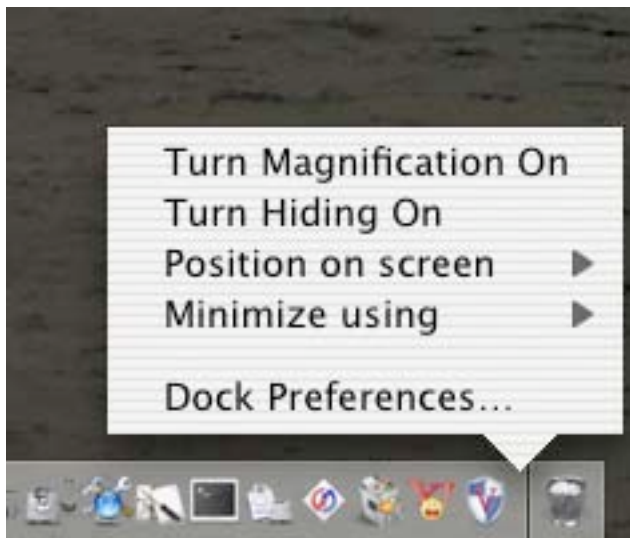 Turn Magnification On
Turn Hiding On
Position on screen
Minimize using
Dock Preferences...